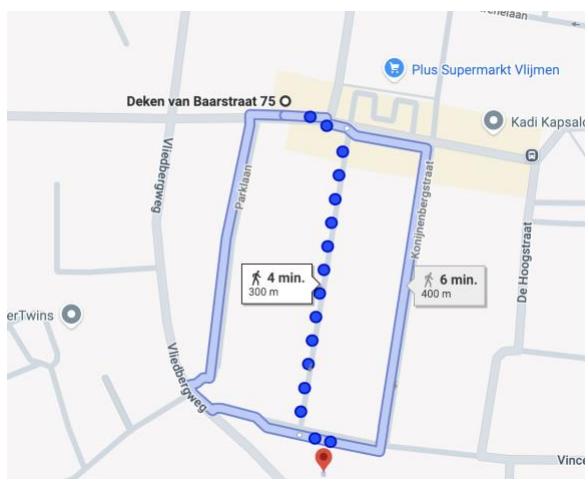 Plus Supermarkt Vlijmen
Deken van Baarstraat 75
Kadi Kapsalo
Vliedbergweg
Parklaan
Konijnenbergstraat
De Hoogstraat
4 min.
300 m
6 min.
400 m
erTwins
Vliedbergweg
Vince